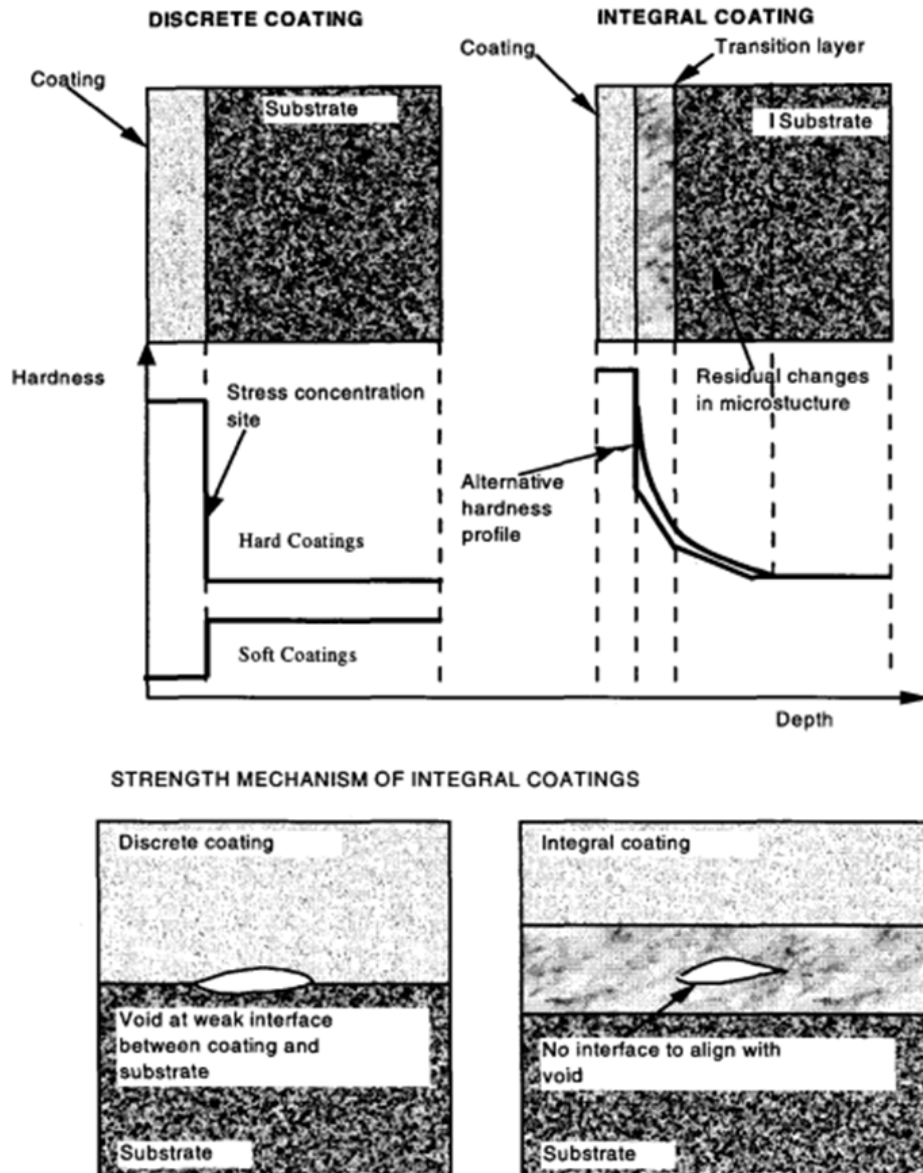 DISCRETE COATING
INTEGRAL COATING
Coating
Substrate
Coating
Transition layer
I Substrate
Hardness
Stress concentration
site
Hard Coatings
Soft Coatings
Residual changes
in microstucture
Alternative
hardness
profile
Depth
STRENGTH MECHANISM OF INTEGRAL COATINGS
Discrete coating
Void at weak interface
between coating and
substrate
Substrate
Integral coating
No interface to align with
void
Substrate